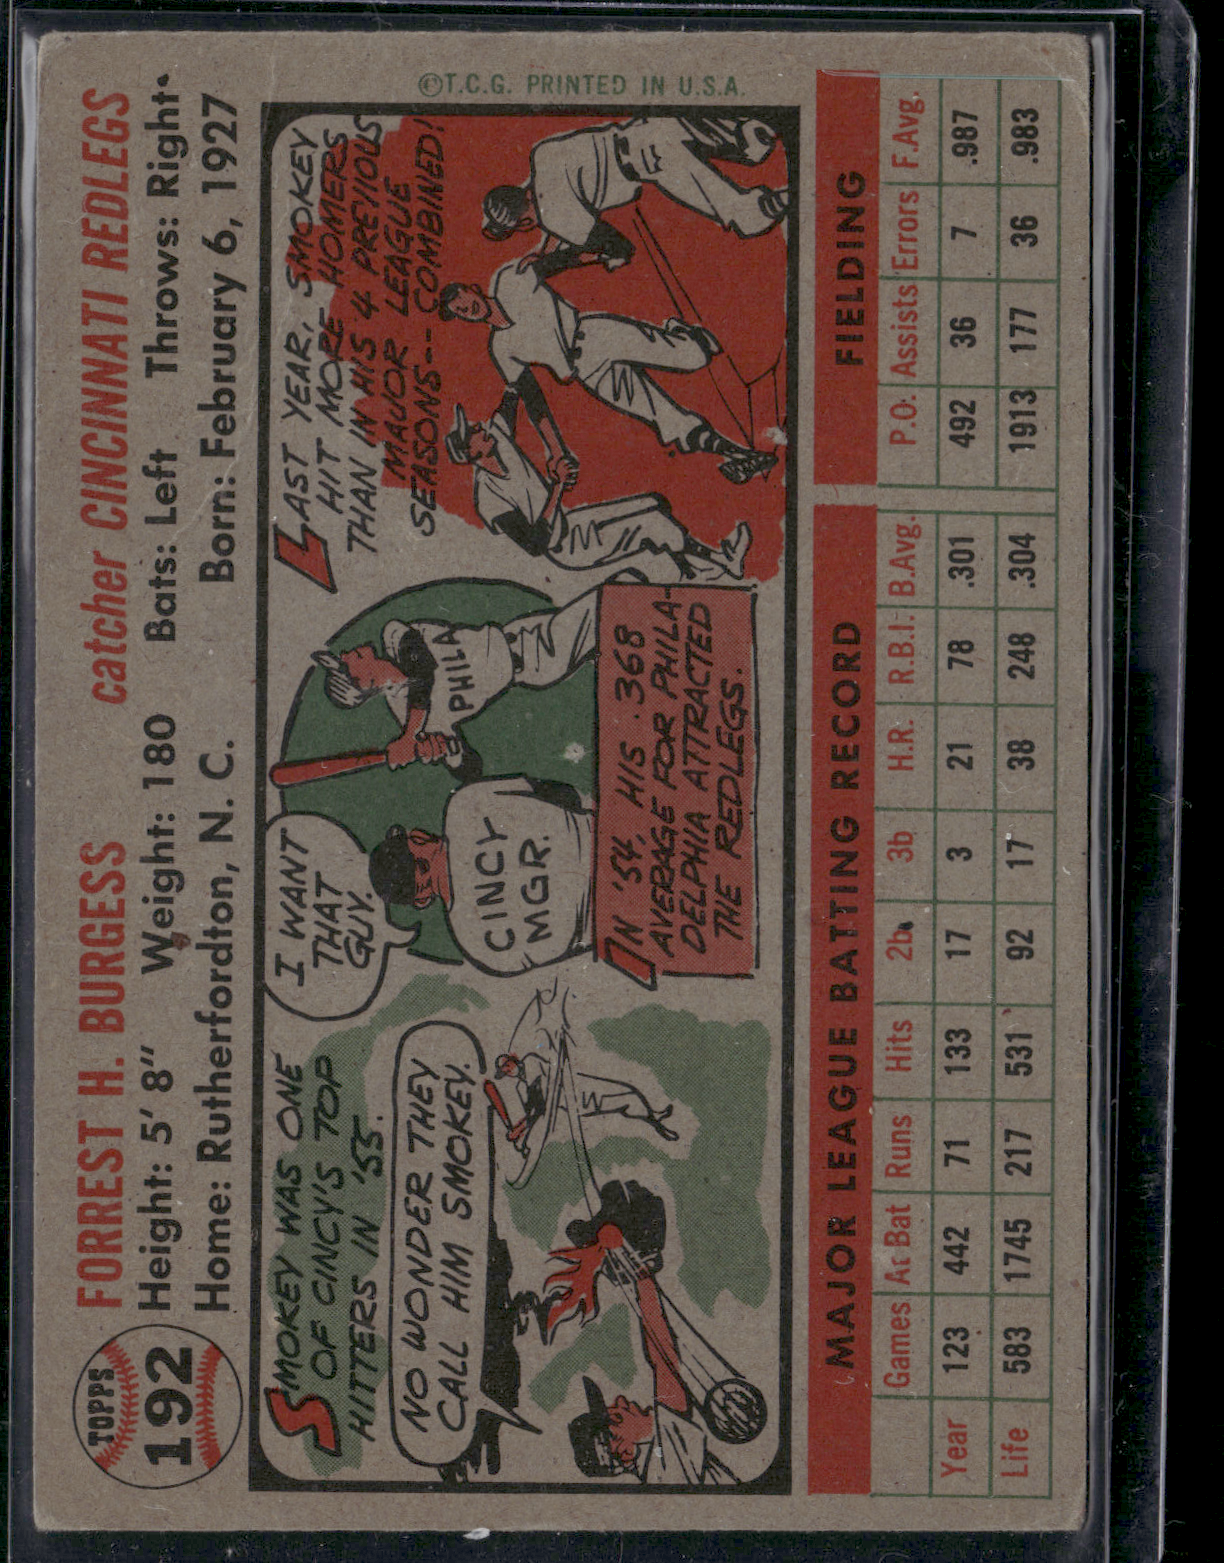 TOPPS
192
FORREST H. BURGESS catcher CINCINNATI REDLEGS
Height: 5' 8" Weight: 180 Bats: Left Throws: Right
Home: Rutherfordton, N. C. Born: February 6, 1927
SMOKEY WAS ONE
OF CINCY'S TOP
HITTERS IN '55.
NO WONDER THEY
CALL HIM SMOKEY.
I WANT
THAT
GUY.
CINCY
MGR.
PHILA
IN '54, HIS .368
AVERAGE FOR PHILA-
DELPHIA ATTRACTED
THE REDLEGS.
LAST YEAR, SMOKEY
HIT MORE HOMERS
THAN IN HIS 4 PREVIOUS
MAJOR LEAGUE
SEASONS-- COMBINED!
©T.C.G. PRINTED IN U.S.A.
MAJOR LEAGUE BATTING RECORD FIELDING
Games At Bat Runs Hits 2b 3b H.R. R.B.I. B.Avg. P.O. Assists Errors F.Avg.
Year 123 442 71 133 17 3 21 78 .301 492 36 7 .987
Life 583 1745 217 531 92 17 38 248 .304 1913 177 36 .983